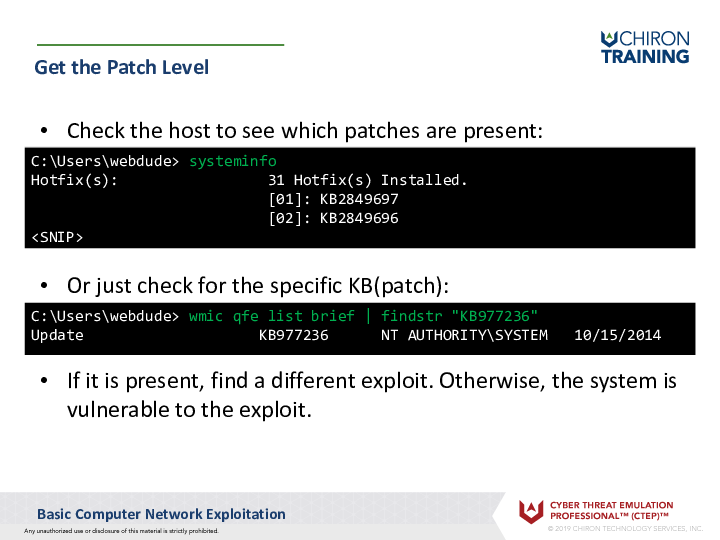 CHIRON
TRAINING
Get the Patch Level
• Check the host to see which patches are present:
C:\Users\webdude> systeminfo
Hotfix(s): 31 Hotfix(s) Installed.
[01]: KB2849697
[02]: KB2849696
<SNIP>
• Or just check for the specific KB(patch):
C:\Users\webdude> wmic qfe list brief | findstr "KB977236"
Update KB977236 NT AUTHORITY\SYSTEM 10/15/2014
• If it is present, find a different exploit. Otherwise, the system is
vulnerable to the exploit.
Basic Computer Network Exploitation
Any unauthorized use or disclosure of this material is strictly prohibited.
CYBER THREAT EMULATION
PROFESSIONAL™ (CTEP)™
© 2019 CHIRON TECHNOLOGY SERVICES, INC.